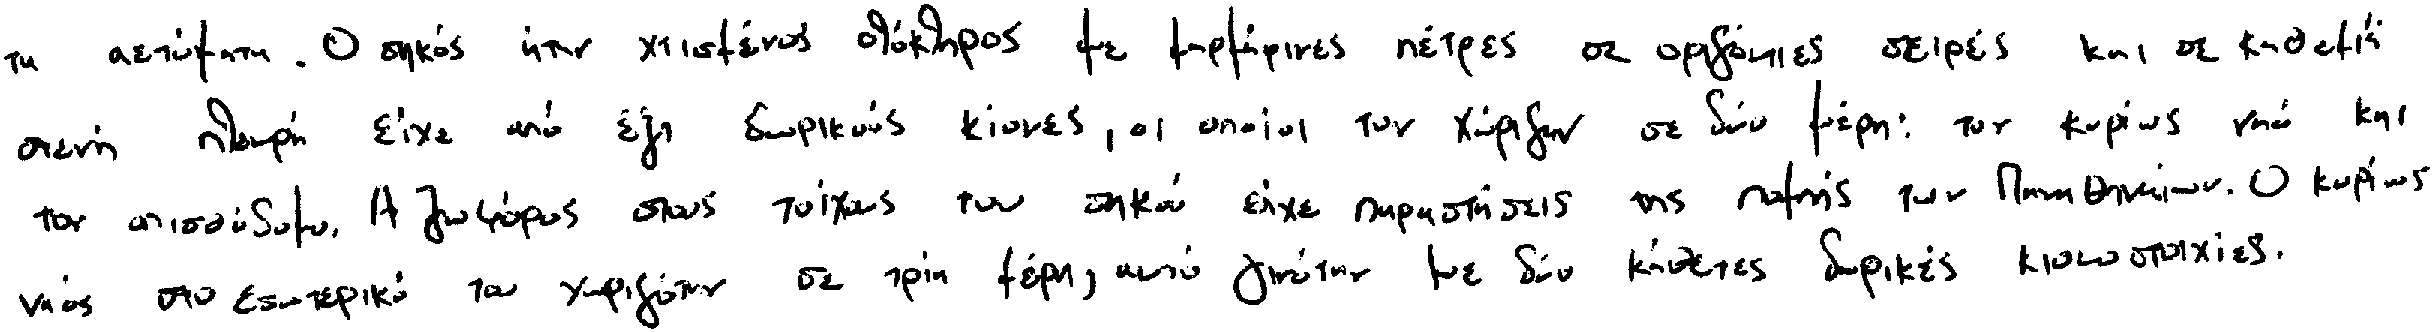 τα αετώματα. Ο σηκός ήταν χτισμένος ολόκληρος με μαρμάρινες πέτρες σε οριζόντιες σειρές και σε καθεμιά
στενή πλευρά είχε από έξι δωρικούς κίονες, οι οποίοι τον χώριζαν σε δύο μέρη: τον κυρίως ναό και
τον οπισθόδομο. Η ζωφόρος στους τοίχους του σηκού είχε παραστάσεις της πομπής των Παναθηναίων. Ο κυρίως
ναός στο εσωτερικό του χωριζόταν σε τρία μέρη, αυτό γινόταν με δύο κάθετες δωρικές κιονοστοιχίες.